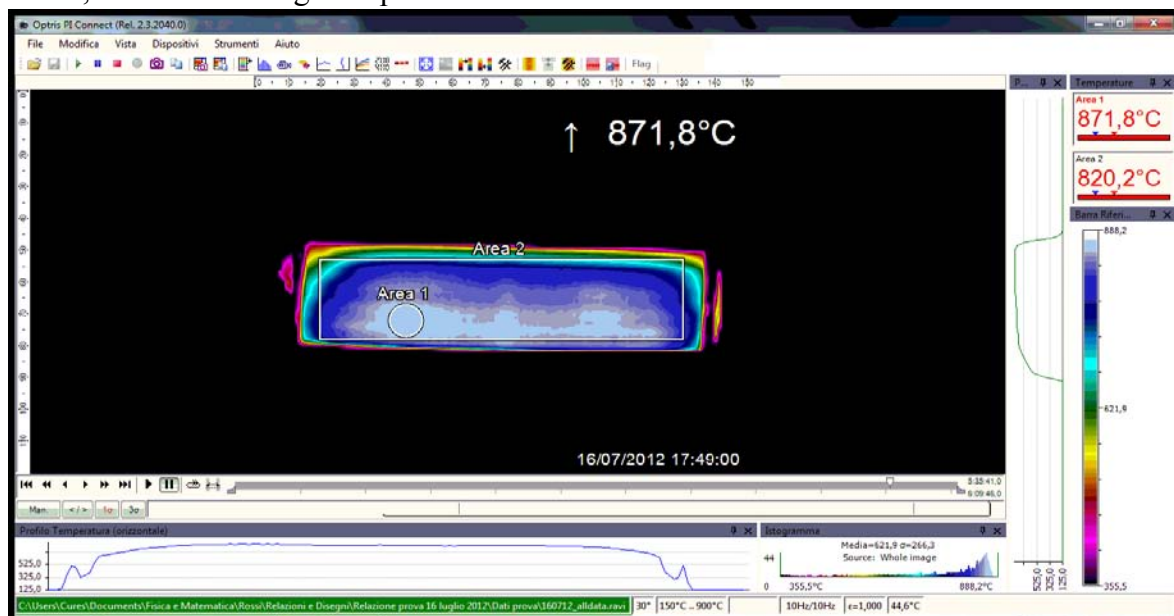 Optris PI Connect (Rel. 2.3.2040.0)
File Modifica Vista Dispositivi Strumenti Aiuto
Flag
P... Temperature
Area 1
871,8°C
Area 2
820,2°C
Barra Riferi...
888,2
621,9
355,5
↑ 871,8°C
Area 2
Area 1
16/07/2012 17:49:00
Man. </> 1σ 3σ
Profilo Temperatura (orizzontale)
525,0
325,0
125,0
Istogramma
Media=621,9 σ=266,3
Source: Whole image
44
0 355,5°C 888,2°C
525,0 325,0 125,0
C:\Users\Cures\Documents\Fisica e Matematica\Rossi\Relazioni e Disegni\Relazione prova 16 luglio 2012\Dati prova\160712_alldata.ravi 30° 150°C .. 900°C 10Hz/10Hz ε=1,000 44,6°C